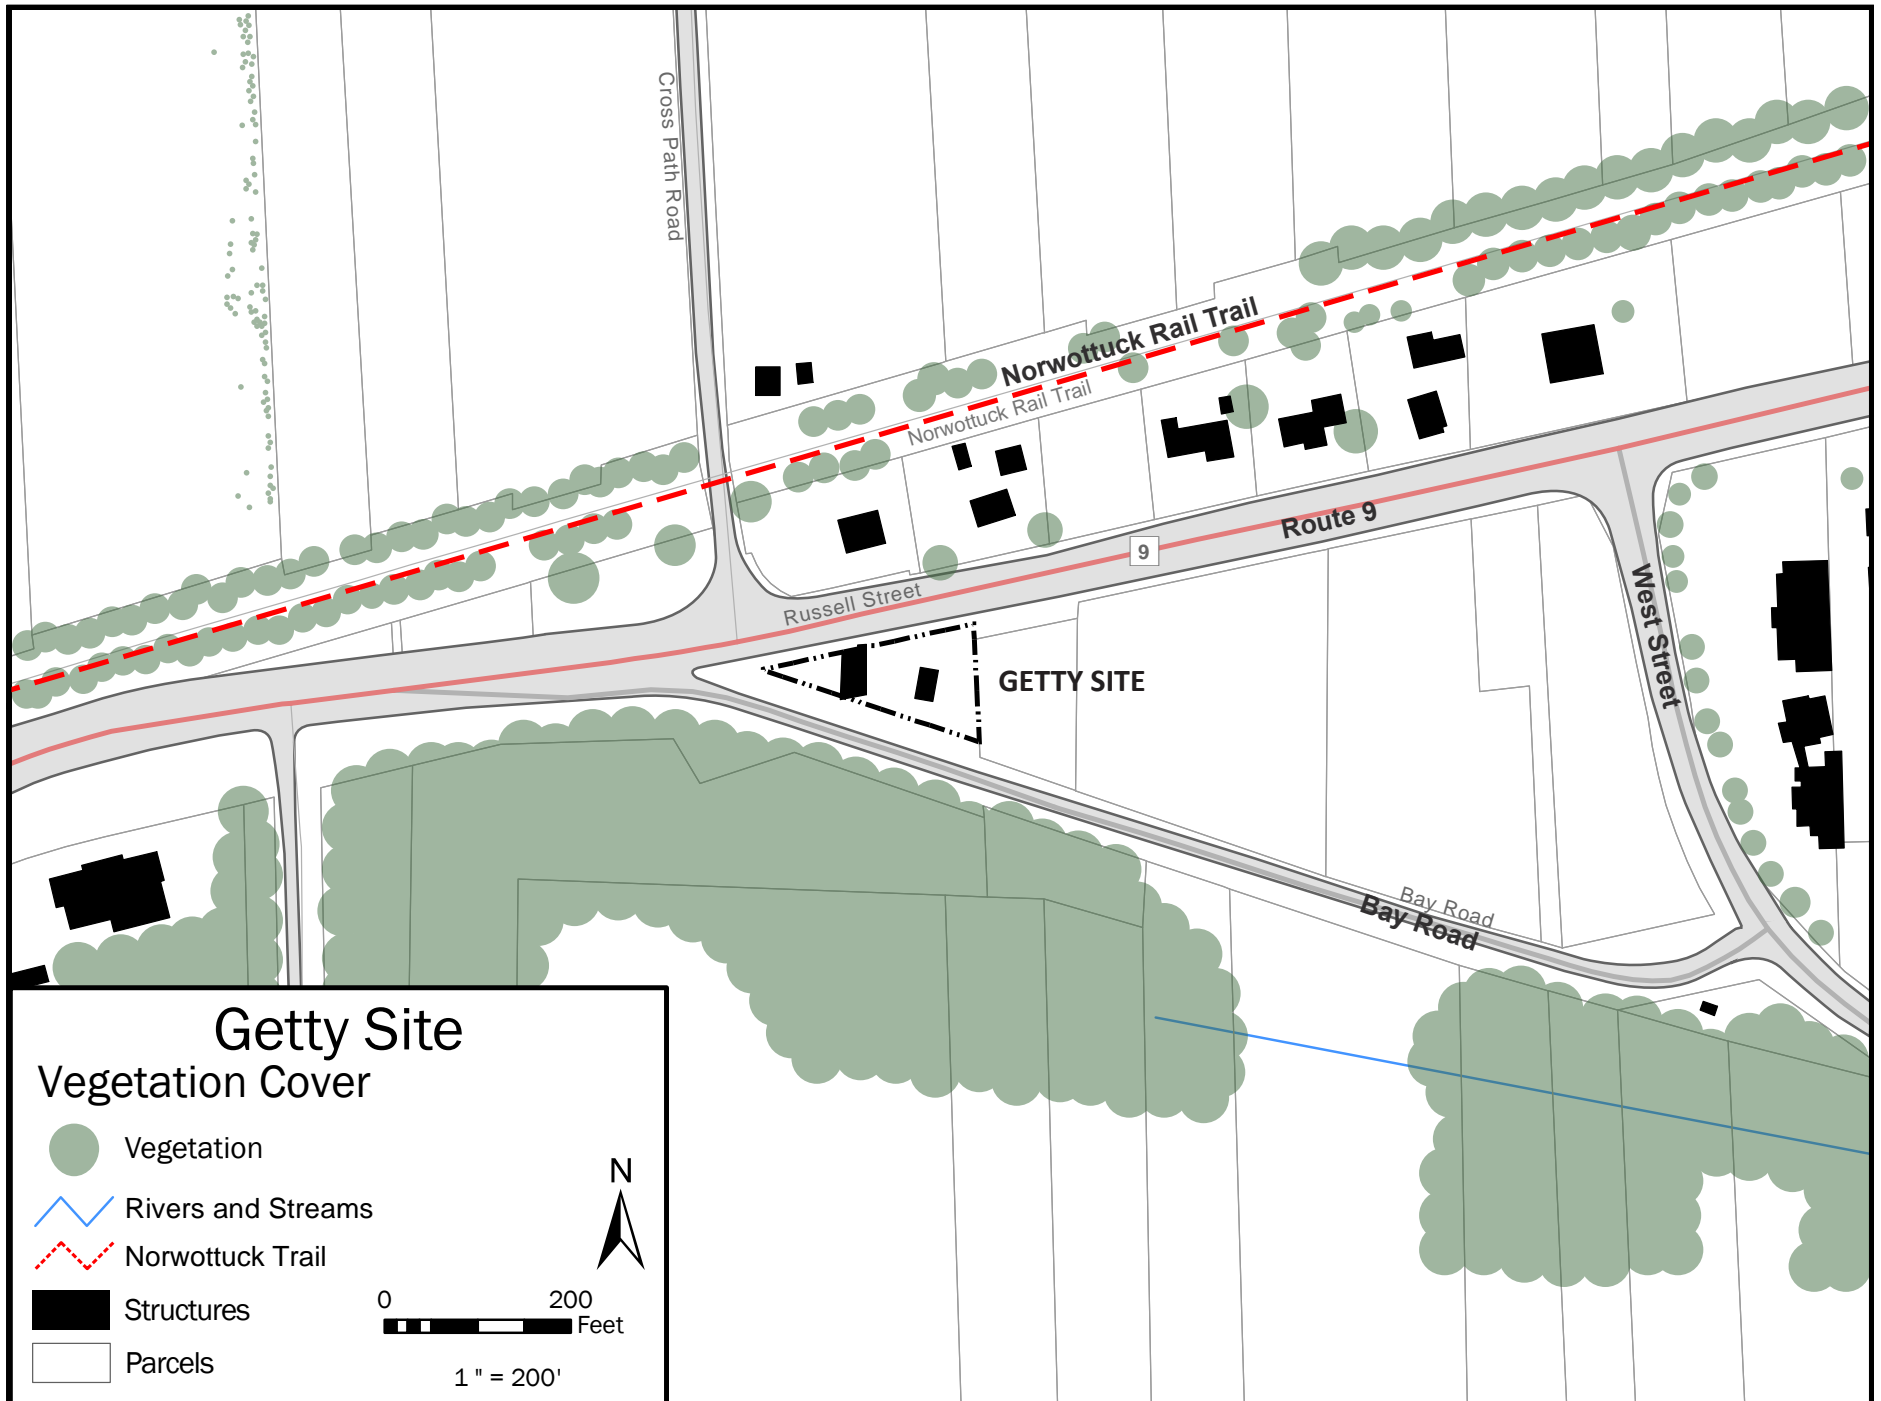 Cross Path Road
Norwottuck Rail Trail
Norwottuck Rail Trail
Route 9
9
Russell Street
West Street
GETTY SITE
Bay Road
Bay Road
Getty Site
Vegetation Cover
Vegetation
N
Rivers and Streams
Norwottuck Trail
0 200
Structures
Feet
Parcels
1 " = 200'